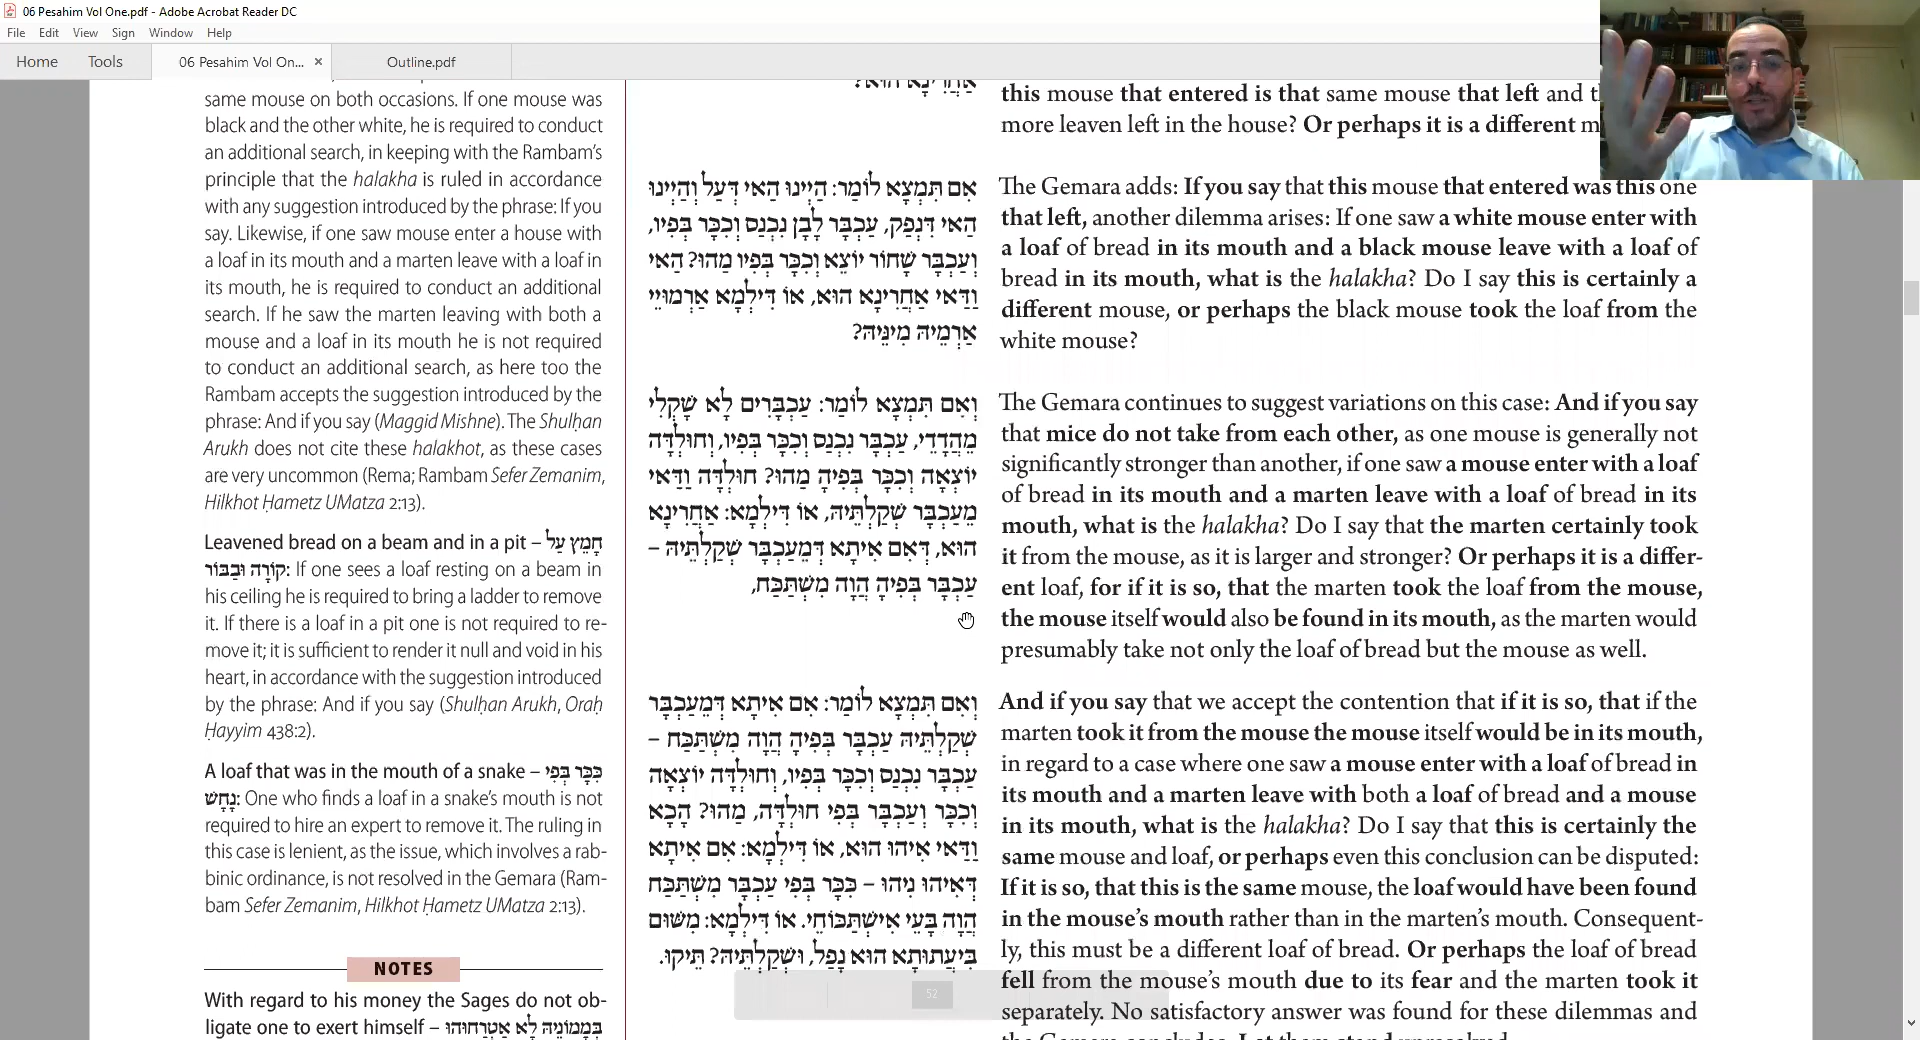 06 Pesahim Vol One.pdf - Adobe Acrobat Reader DC
File Edit View Sign Window Help
Home Tools 06 Pesahim Vol On... × Outline.pdf
same mouse on both occasions. If one mouse was
black and the other white, he is required to conduct
an additional search, in keeping with the Rambam's
principle that the halakha is ruled in accordance
with any suggestion introduced by the phrase: If you
say. Likewise, if one saw mouse enter a house with
a loaf in its mouth and a marten leave with a loaf in
its mouth, he is required to conduct an additional
search. If he saw the marten leaving with both a
mouse and a loaf in its mouth he is not required
to conduct an additional search, as here too the
Rambam accepts the suggestion introduced by the
phrase: And if you say (Maggid Mishne). The Shulḥan
Arukh does not cite these halakhot, as these cases
are very uncommon (Rema; Rambam Sefer Zemanim,
Hilkhot Ḥametz UMatza 2:13).
Leavened bread on a beam and in a pit – חָמֵץ עַל
קוֹרָה וּבַבּוֹר: If one sees a loaf resting on a beam in
his ceiling he is required to bring a ladder to remove
it. If there is a loaf in a pit one is not required to re-
move it; it is sufficient to render it null and void in his
heart, in accordance with the suggestion introduced
by the phrase: And if you say (Shulḥan Arukh, Oraḥ
Ḥayyim 438:2).
A loaf that was in the mouth of a snake – כִּכָּר בְּפִי
נָחָשׁ: One who finds a loaf in a snake's mouth is not
required to hire an expert to remove it. The ruling in
this case is lenient, as the issue, which involves a rab-
binic ordinance, is not resolved in the Gemara (Ram-
bam Sefer Zemanim, Hilkhot Ḥametz UMatza 2:13).
NOTES
With regard to his money the Sages do not ob-
ligate one to exert himself – בְּמָמוֹנֵיהּ לָא אַטְרְחוּהוּ
אַחֲרִינָא הוּא?
אִם תִּמְצָא לוֹמַר: הַיְינוּ הַאי דְּעַל וְהַיְינוּ
הַאי דִּנְפַק, עַכְבָּר לָבָן נִכְנַס וְכִכָּר בְּפִיו,
וְעַכְבָּר שָׁחוֹר יוֹצֵא וְכִכָּר בְּפִיו מַהוּ? הַאי
וַדַּאי אַחֲרִינָא הוּא, אוֹ דִּילְמָא אַרְמוּיֵי
אַרְמֵיהּ מִינֵּיהּ?
וְאִם תִּמְצָא לוֹמַר: עַכְבָּרִים לָא שָׁקְלִי
מֵהֲדָדֵי, עַכְבָּר נִכְנַס וְכִכָּר בְּפִיו, וְחוּלְדָּה
יוֹצְאָה וְכִכָּר בְּפִיהָ מַהוּ? חוּלְדָּה וַדַּאי
מֵעַכְבָּר שְׁקַלְתֵּיהּ, אוֹ דִּילְמָא: אַחֲרִינָא
הוּא, דְּאִם אִיתָא דְּמֵעַכְבָּר שְׁקַלְתֵּיהּ –
עַכְבָּר בְּפִיהָ הֲוָה מִשְׁתַּכַּח,
וְאִם תִּמְצָא לוֹמַר: אִם אִיתָא דְּמֵעַכְבָּר
שְׁקַלְתֵּיהּ עַכְבָּר בְּפִיהָ הֲוָה מִשְׁתַּכַּח –
עַכְבָּר נִכְנַס וְכִכָּר בְּפִיו, וְחוּלְדָּה יוֹצְאָה
וְכִכָּר וְעַכְבָּר בְּפִי חוּלְדָּה, מַהוּ? הָכָא
וַדַּאי אִיהוּ הוּא, אוֹ דִּילְמָא: אִם אִיתָא
דְּאִיהוּ נִיהוּ – כִּכָּר בְּפִי עַכְבָּר מִשְׁתַּכַּח
הֲוָה בָּעֵי אִישְׁתַּכּוֹחֵי. אוֹ דִּילְמָא: מִשּׁוּם
בִּיעֲתוּתָא הוּא נָפַל, וּשְׁקַלְתֵּיהּ? תֵּיקוּ.
this mouse that entered is that same mouse that left and
more leaven left in the house? Or perhaps it is a different
The Gemara adds: If you say that this mouse that entered was this one
that left, another dilemma arises: If one saw a white mouse enter with
a loaf of bread in its mouth and a black mouse leave with a loaf of
bread in its mouth, what is the halakha? Do I say this is certainly a
different mouse, or perhaps the black mouse took the loaf from the
white mouse?
The Gemara continues to suggest variations on this case: And if you say
that mice do not take from each other, as one mouse is generally not
significantly stronger than another, if one saw a mouse enter with a loaf
of bread in its mouth and a marten leave with a loaf of bread in its
mouth, what is the halakha? Do I say that the marten certainly took
it from the mouse, as it is larger and stronger? Or perhaps it is a differ-
ent loaf, for if it is so, that the marten took the loaf from the mouse,
the mouse itself would also be found in its mouth, as the marten would
presumably take not only the loaf of bread but the mouse as well.
And if you say that we accept the contention that if it is so, that if the
marten took it from the mouse the mouse itself would be in its mouth,
in regard to a case where one saw a mouse enter with a loaf of bread in
its mouth and a marten leave with both a loaf of bread and a mouse
in its mouth, what is the halakha? Do I say that this is certainly the
same mouse and loaf, or perhaps even this conclusion can be disputed:
If it is so, that this is the same mouse, the loaf would have been found
in the mouse's mouth rather than in the marten's mouth. Consequent-
ly, this must be a different loaf of bread. Or perhaps the loaf of bread
fell from the mouse's mouth due to its fear and the marten took it
separately. No satisfactory answer was found for these dilemmas and
the Gemara concludes: Let them stand unresolved.
52